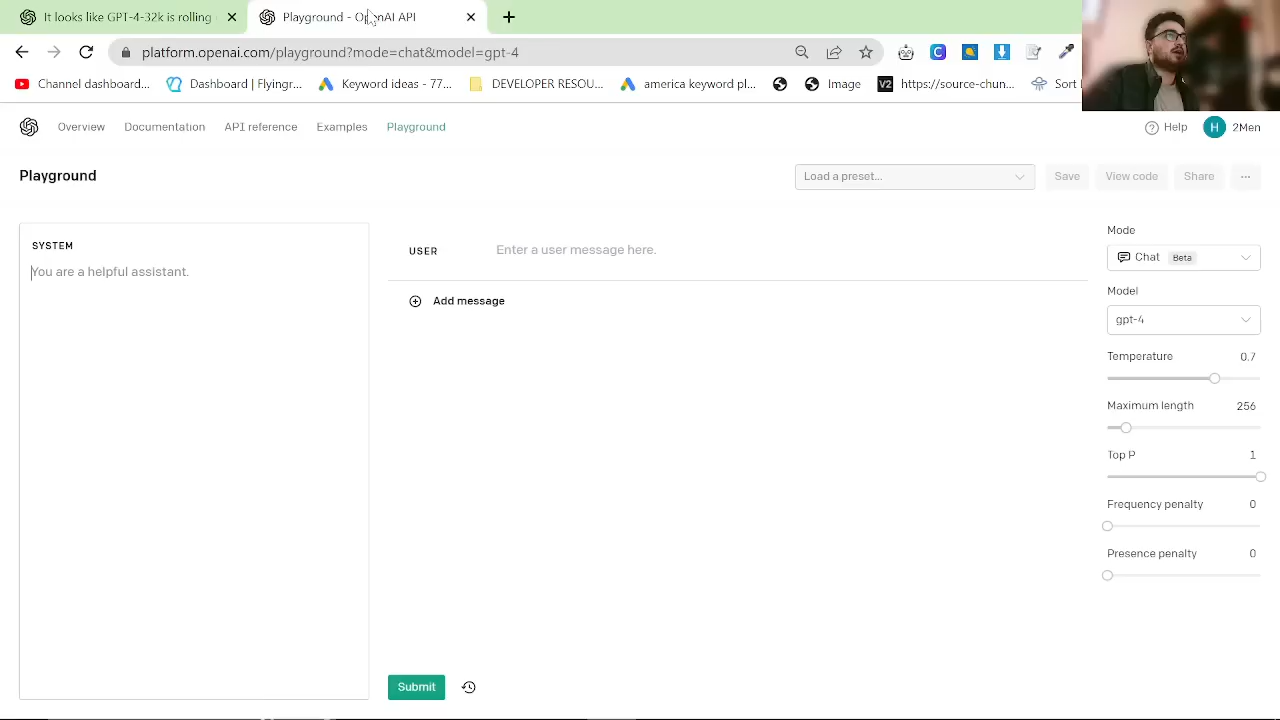 It looks like GPT-4-32k is rolling
Playground - OpenAI API
platform.openai.com/playground?mode=chat&model=gpt-4
Channel dashboard...
Dashboard | Flyingr...
Keyword ideas - 77...
DEVELOPER RESOU...
america keyword pl...
Image
V2
https://source-chun...
Sort
Overview
Documentation
API reference
Examples
Playground
Help
H
2Men
Playground
Load a preset...
Save
View code
Share
...
SYSTEM
You are a helpful assistant.
USER
Enter a user message here.
Add message
Mode
Chat Beta
Model
gpt-4
Temperature 0.7
Maximum length 256
Top P 1
Frequency penalty 0
Presence penalty 0
Submit